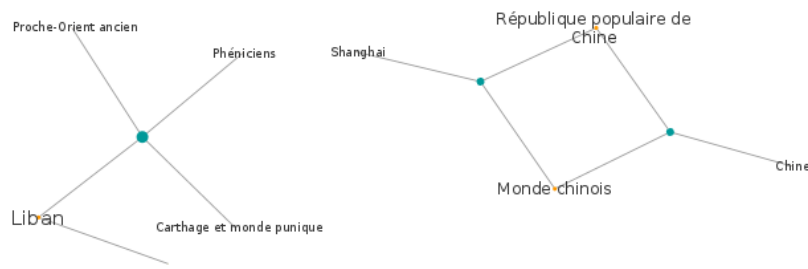 Proche-Orient ancien
Phéniciens
Liban
Carthage et monde punique
République populaire de
Chine
Shanghai
Monde chinois
Chine